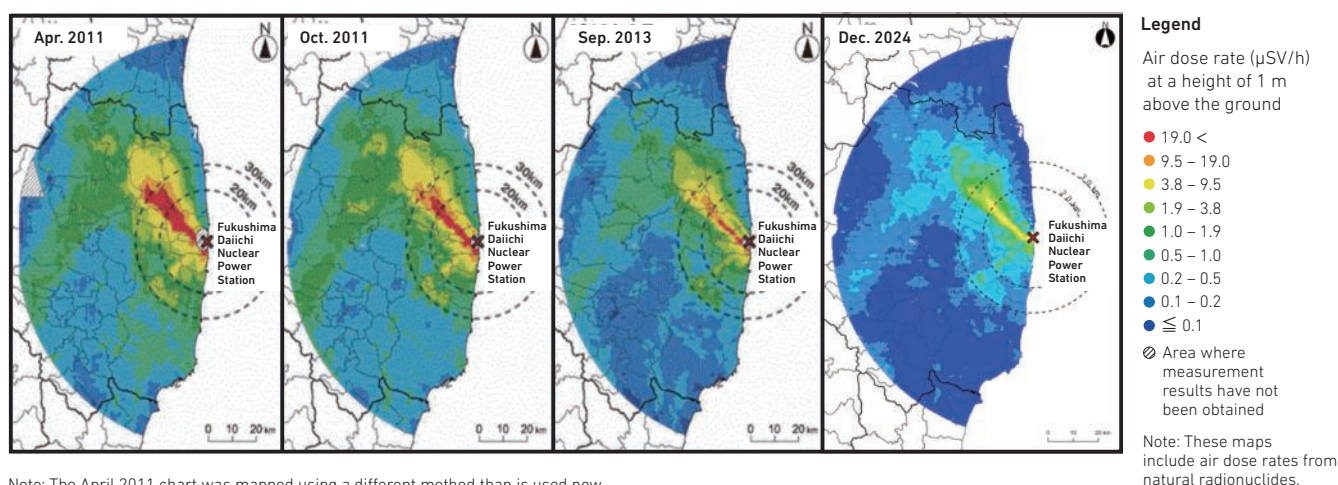 Apr. 2011
N
30km
20km
Fukushima
Daiichi
Nuclear
Power
Station
0 10 20 km
Oct. 2011
N
30km
20km
Fukushima
Daiichi
Nuclear
Power
Station
0 10 20 km
Sep. 2013
N
30km
20km
Fukushima
Daiichi
Nuclear
Power
Station
0 10 20 km
Dec. 2024
Fukushima
Daiichi
Nuclear
Power
Station
0 10 20 km
Legend
Air dose rate (μSV/h)
at a height of 1 m
above the ground
19.0 <
9.5 – 19.0
3.8 – 9.5
1.9 – 3.8
1.0 – 1.9
0.5 – 1.0
0.2 – 0.5
0.1 – 0.2
≦ 0.1
Area where
measurement
results have not
been obtained
Note: These maps
include air dose rates from
natural radionuclides.
Note: The April 2011 chart was mapped using a different method than is used now.